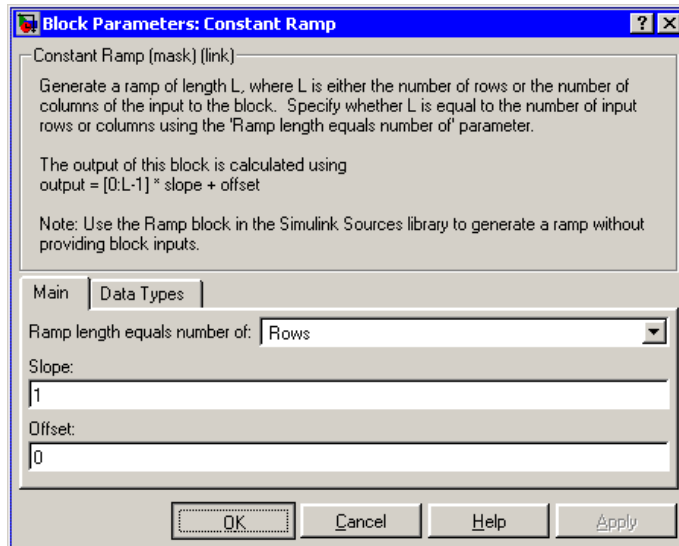 Block Parameters: Constant Ramp
Constant Ramp (mask) (link)
Generate a ramp of length L, where L is either the number of rows or the number of
columns of the input to the block.  Specify whether L is equal to the number of input
rows or columns using the 'Ramp length equals number of' parameter.
The output of this block is calculated using
output = [0:L-1] * slope + offset
Note: Use the Ramp block in the Simulink Sources library to generate a ramp without
providing block inputs.
Main Data Types
Ramp length equals number of: Rows
Slope:
1
Offset:
0
OK Cancel Help Apply